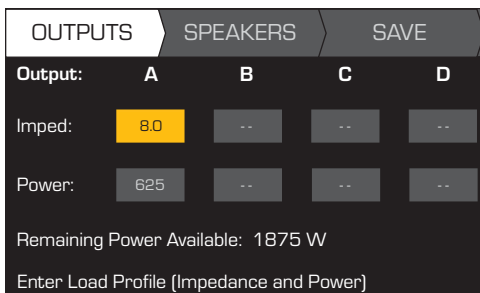 OUTPUTS SPEAKERS SAVE
Output: A B C D
Imped: 8.0 -- -- --
Power: 625 -- -- --
Remaining Power Available: 1875 W
Enter Load Profile (Impedance and Power)